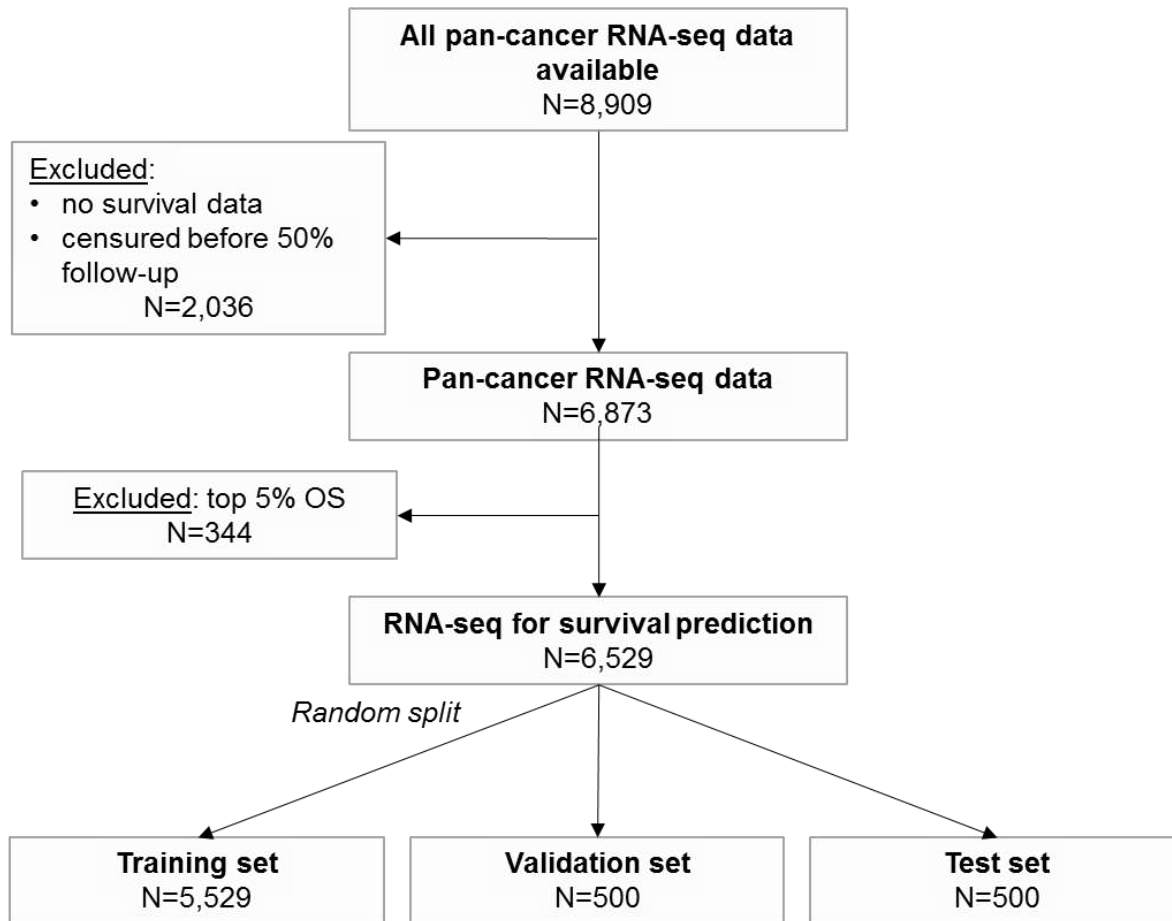 All pan-cancer RNA-seq data
available
N=8,909
Excluded:
• no survival data
• censured before 50%
follow-up
N=2,036
Pan-cancer RNA-seq data
N=6,873
Excluded: top 5% OS
N=344
RNA-seq for survival prediction
N=6,529
Random split
Training set
N=5,529
Validation set
N=500
Test set
N=500